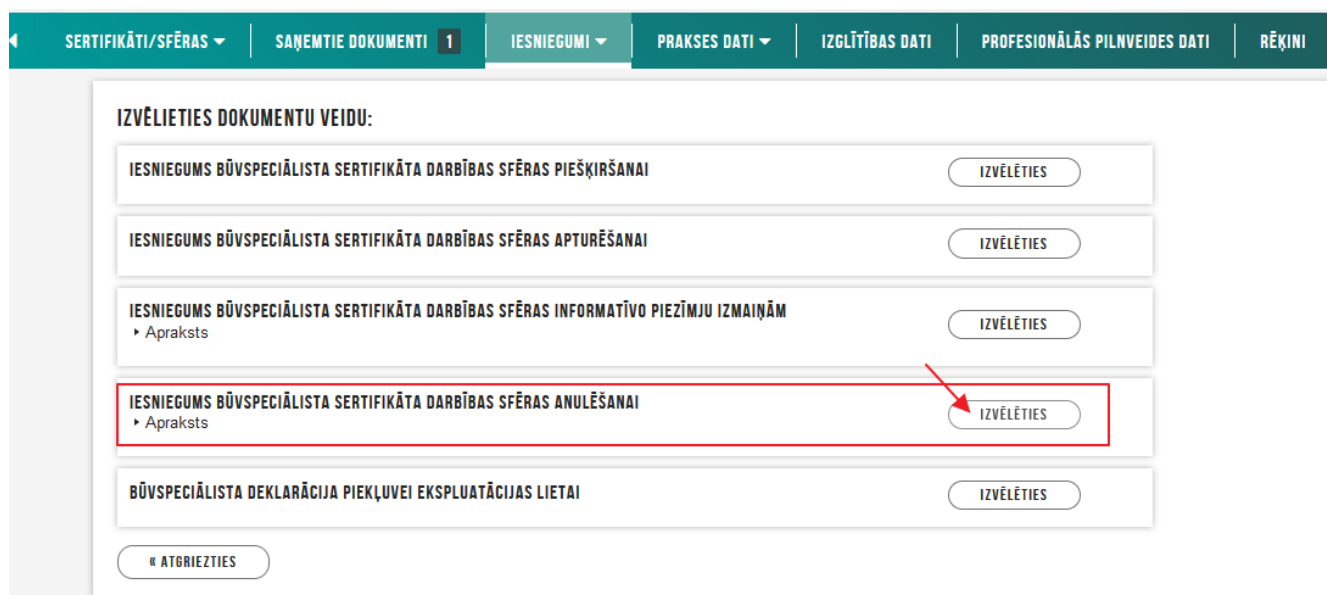 SERTIFIKĀTI/SFĒRAS SAŅEMTIE DOKUMENTI 1 IESNIEGUMI PRAKSES DATI IZGLĪTĪBAS DATI PROFESIONĀLĀS PILNVEIDES DATI RĒĶINI
IZVĒLIETIES DOKUMENTU VEIDU:
IESNIEGUMS BŪVSPECIĀLISTA SERTIFIKĀTA DARBĪBAS SFĒRAS PIEŠĶIRŠANAI IZVĒLĒTIES
IESNIEGUMS BŪVSPECIĀLISTA SERTIFIKĀTA DARBĪBAS SFĒRAS APTURĒŠANAI IZVĒLĒTIES
IESNIEGUMS BŪVSPECIĀLISTA SERTIFIKĀTA DARBĪBAS SFĒRAS INFORMATĪVO PIEZĪMJU IZMAIŅĀM
Apraksts IZVĒLĒTIES
IESNIEGUMS BŪVSPECIĀLISTA SERTIFIKĀTA DARBĪBAS SFĒRAS ANULĒŠANAI
Apraksts IZVĒLĒTIES
BŪVSPECIĀLISTA DEKLARĀCIJA PIEKĻUVEI EKSPLUATĀCIJAS LIETAI IZVĒLĒTIES
« ATGRIEZTIES